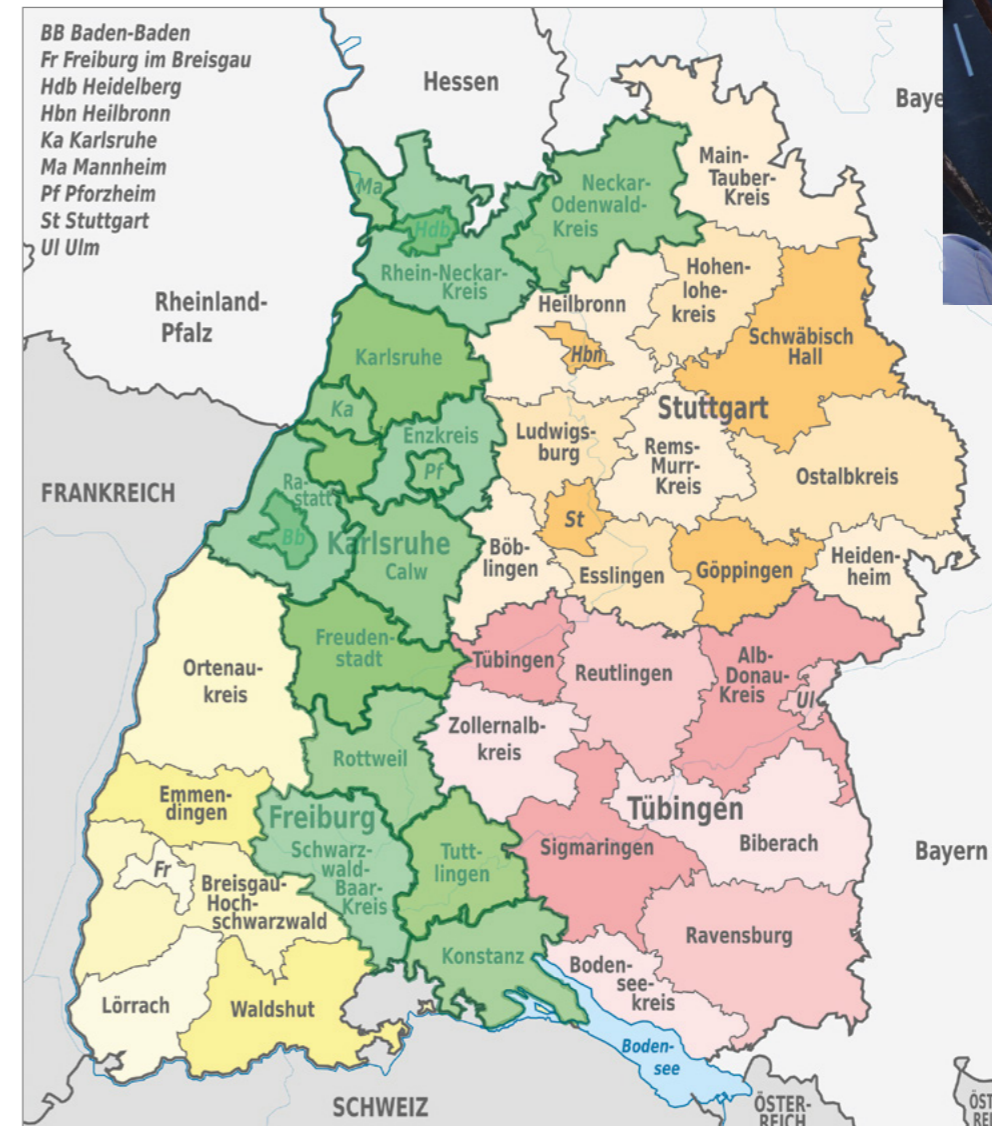 BB Baden-Baden
Fr Freiburg im Breisgau
Hdb Heidelberg
Hbn Heilbronn
Ka Karlsruhe
Ma Mannheim
Pf Pforzheim
St Stuttgart
Ul Ulm
Hessen
Baye
Main-
Tauber-
Kreis
Ma
Neckar-
Odenwald-
Kreis
Hdb
Rhein-Neckar-
Kreis
Hohen-
lohe-
kreis
Rheinland-
Pfalz
Heilbronn
Hbn
Schwäbisch
Hall
Karlsruhe
Ka
Enzkreis
Pf
Stuttgart
Ludwigs-
burg
Rems-
Murr-
Kreis
Ostalbkreis
FRANKREICH
Ra-
statt
Bb
Karlsruhe
Calw
St
Böb-
lingen
Esslingen
Göppingen
Heiden-
heim
Ortenau-
kreis
Freuden-
stadt
Tübingen
Reutlingen
Alb-
Donau-
Kreis
Ul
Zollernalb-
kreis
Rottweil
Emmen-
dingen
Freiburg
Schwarz-
wald-
Baar-
Kreis
Tutt-
lingen
Sigmaringen
Tübingen
Biberach
Bayern
Fr
Breisgau-
Hoch-
schwarzwald
Ravensburg
Konstanz
Boden-
see-
kreis
Lörrach
Waldshut
Boden-
see
SCHWEIZ
ÖSTER-
REICH
ÖST
RE